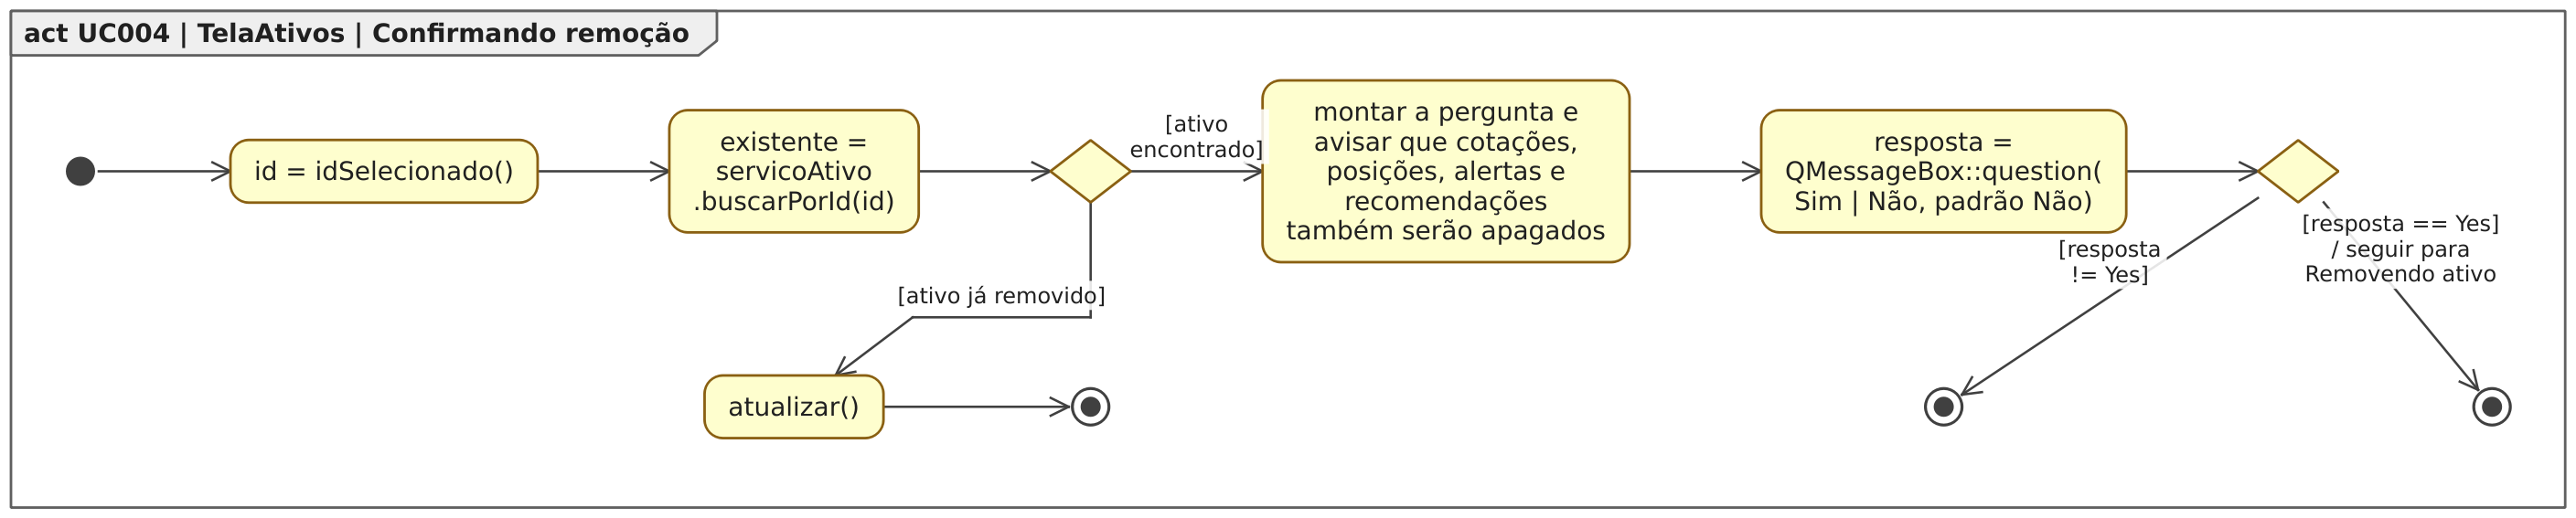 act UC004 | TelaAtivos | Confirmando remoção
id = idSelecionado()
existente =
servicoAtivo
.buscarPorId(id)
[ativo
encontrado]
montar a pergunta e
avisar que cotações,
posições, alertas e
recomendações
também serão apagados
resposta =
QMessageBox::question(
Sim | Não, padrão Não)
[resposta == Yes]
/ seguir para
Removendo ativo
[resposta
!= Yes]
[ativo já removido]
atualizar()